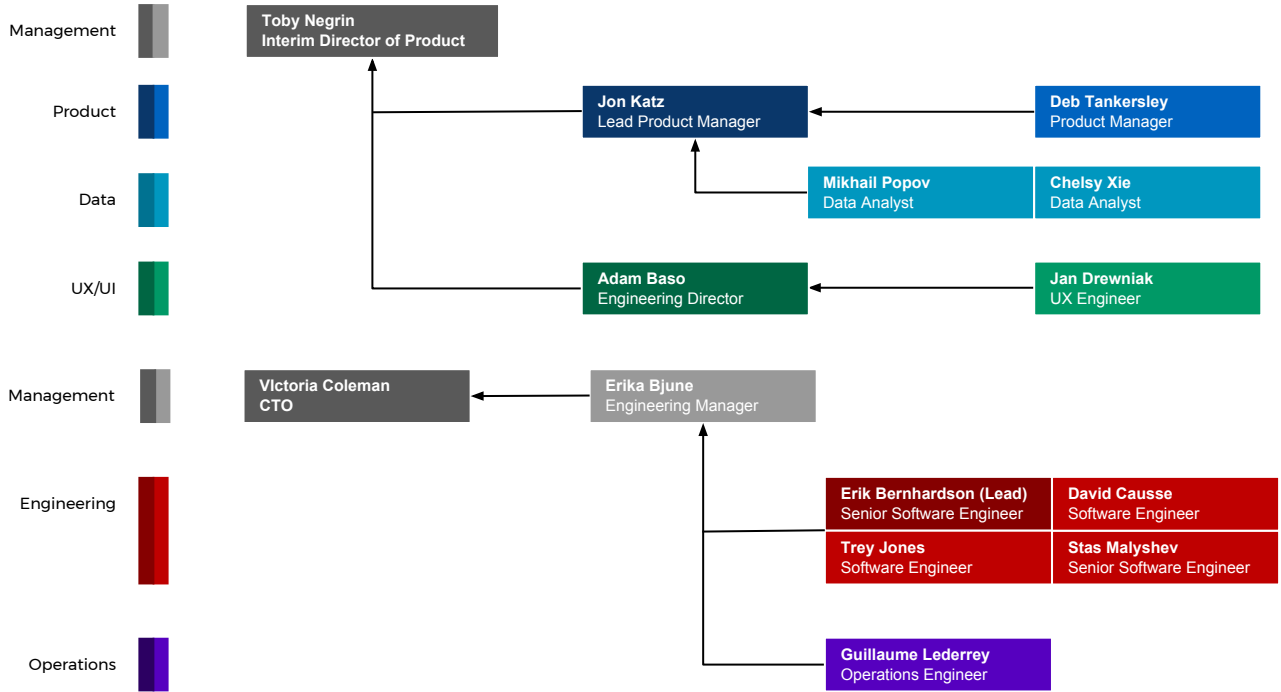 Management
Toby Negrin
Interim Director of Product
Product
Jon Katz
Lead Product Manager
Deb Tankersley
Product Manager
Data
Mikhail Popov
Data Analyst
Chelsy Xie
Data Analyst
UX/UI
Adam Baso
Engineering Director
Jan Drewniak
UX Engineer
Management
VIctoria Coleman
CTO
Erika Bjune
Engineering Manager
Engineering
Erik Bernhardson (Lead)
Senior Software Engineer
David Causse
Software Engineer
Trey Jones
Software Engineer
Stas Malyshev
Senior Software Engineer
Operations
Guillaume Lederrey
Operations Engineer